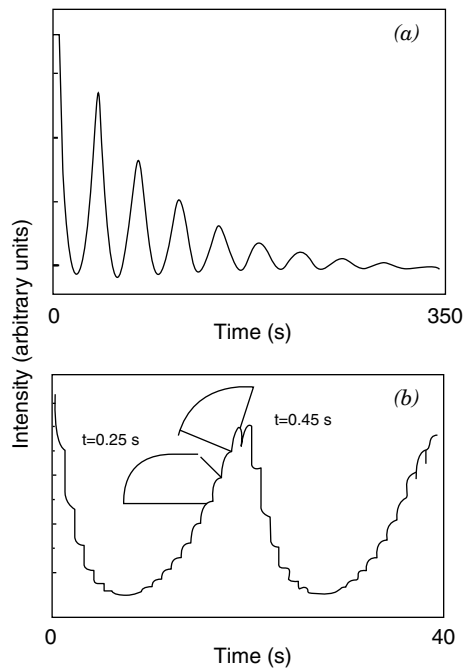 (a)
0
350
Time (s)
Intensity (arbitrary units)
(b)
t=0.25 s
t=0.45 s
0
40
Time (s)